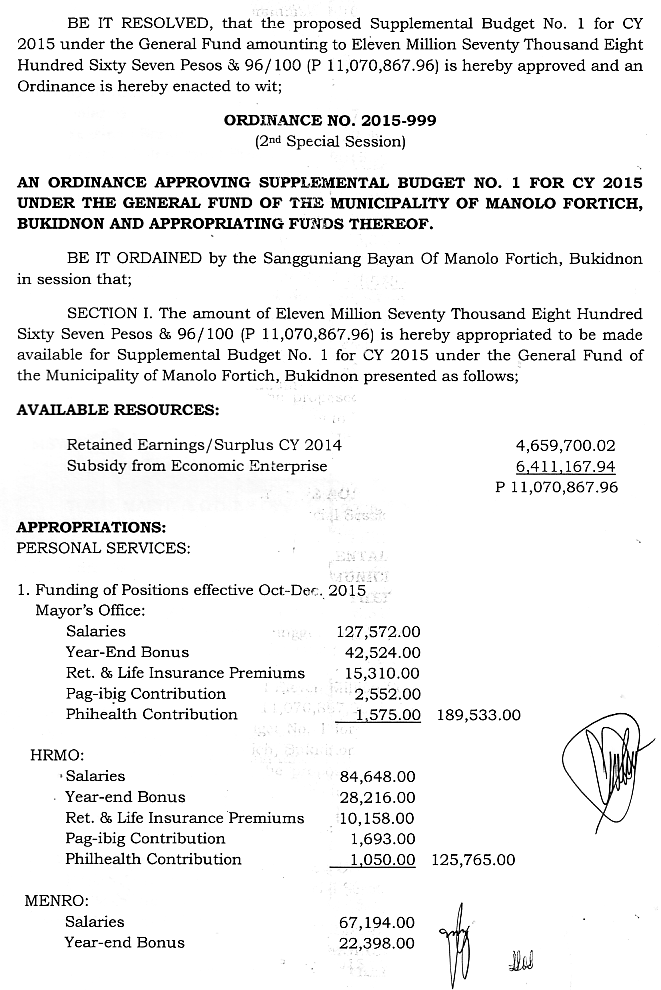 BE IT RESOLVED, that the proposed Supplemental Budget No. 1 for CY
2015 under the General Fund amounting to Eleven Million Seventy Thousand Eight
Hundred Sixty Seven Pesos & 96/100 (P 11,070,867.96) is hereby approved and an
Ordinance is hereby enacted to wit;
ORDINANCE NO. 2015-999
(2nd Special Session)
AN ORDINANCE APPROVING SUPPLEMENTAL BUDGET NO. 1 FOR CY 2015
UNDER THE GENERAL FUND OF THE MUNICIPALITY OF MANOLO FORTICH,
BUKIDNON AND APPROPRIATING FUNDS THEREOF.
BE IT ORDAINED by the Sangguniang Bayan Of Manolo Fortich, Bukidnon
in session that;
SECTION I. The amount of Eleven Million Seventy Thousand Eight Hundred
Sixty Seven Pesos & 96/100 (P 11,070,867.96) is hereby appropriated to be made
available for Supplemental Budget No. 1 for CY 2015 under the General Fund of
the Municipality of Manolo Fortich, Bukidnon presented as follows;
AVAILABLE RESOURCES:
Retained Earnings/Surplus CY 2014 4,659,700.02
Subsidy from Economic Enterprise 6,411,167.94
P 11,070,867.96
APPROPRIATIONS:
PERSONAL SERVICES:
1. Funding of Positions effective Oct-Dec. 2015
Mayor's Office:
Salaries 127,572.00
Year-End Bonus 42,524.00
Ret. & Life Insurance Premiums 15,310.00
Pag-ibig Contribution 2,552.00
Phihealth Contribution 1,575.00 189,533.00
HRMO:
Salaries 84,648.00
Year-end Bonus 28,216.00
Ret. & Life Insurance Premiums 10,158.00
Pag-ibig Contribution 1,693.00
Philhealth Contribution 1,050.00 125,765.00
MENRO:
Salaries 67,194.00
Year-end Bonus 22,398.00